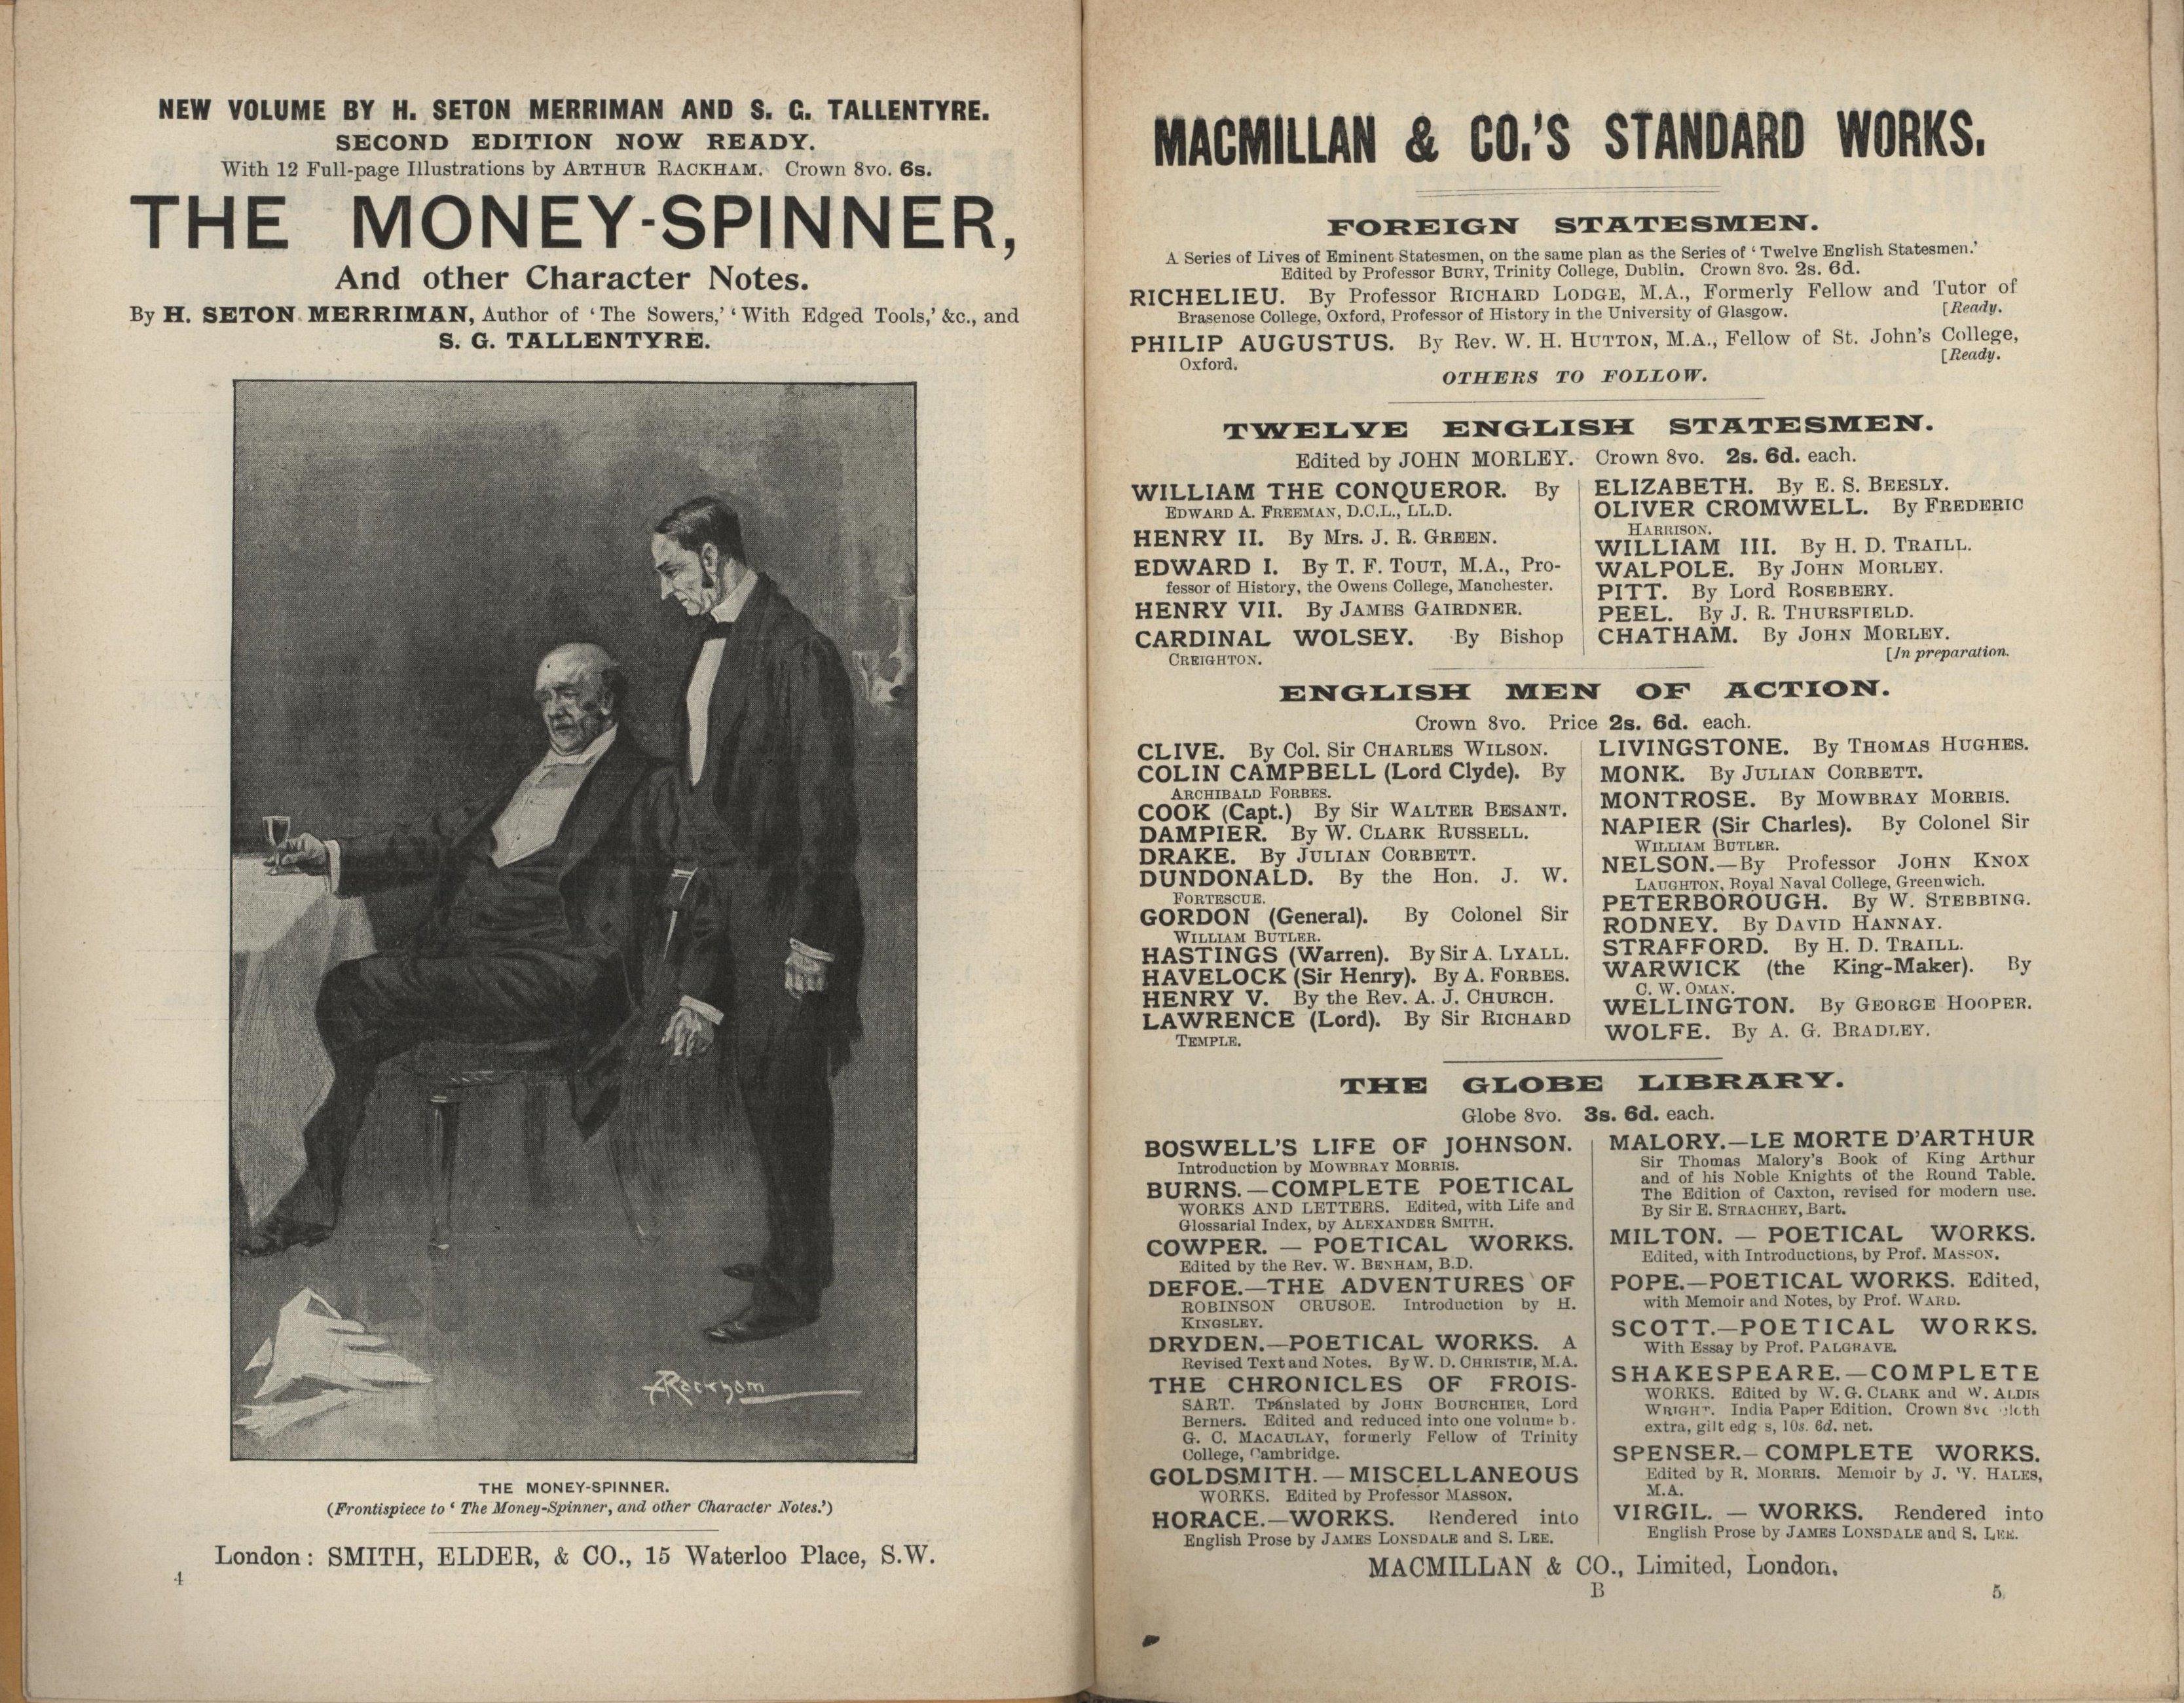 NEW VOLUME BY H. SETON MERRIMAN AND S. G. TALLENTYRE.
SECOND EDITION NOW READY.
With 12 Full-page Illustrations by ARTHUR RACKHAM. Crown 8vo. 6s.
THE MONEY-SPINNER,
And other Character Notes.
By H. SETON MERRIMAN, Author of ‘The Sowers,’ ‘With Edged Tools,’ &c., and
S. G. TALLENTYRE.
ARackham
THE MONEY-SPINNER.
(Frontispiece to ‘The Money-Spinner, and other Character Notes.’)
London: SMITH, ELDER, & CO., 15 Waterloo Place, S.W.
4
MACMILLAN & CO.'S STANDARD WORKS.
FOREIGN STATESMEN.
A Series of Lives of Eminent Statesmen, on the same plan as the Series of ‘Twelve English Statesmen.’
Edited by Professor BURY, Trinity College, Dublin. Crown 8vo. 2s. 6d.
RICHELIEU. By Professor RICHARD LODGE, M.A., Formerly Fellow and Tutor of
Brasenose College, Oxford, Professor of History in the University of Glasgow. [Ready.
PHILIP AUGUSTUS. By Rev. W. H. HUTTON, M.A., Fellow of St. John's College,
Oxford. [Ready.
OTHERS TO FOLLOW.
TWELVE ENGLISH STATESMEN.
Edited by JOHN MORLEY. Crown 8vo. 2s. 6d. each.
WILLIAM THE CONQUEROR. By
EDWARD A. FREEMAN, D.C.L., LL.D.
HENRY II. By Mrs. J. R. GREEN.
EDWARD I. By T. F. TOUT, M.A., Pro-
fessor of History, the Owens College, Manchester.
HENRY VII. By JAMES GAIRDNER.
CARDINAL WOLSEY. By Bishop
CREIGHTON.
ELIZABETH. By E. S. BEESLY.
OLIVER CROMWELL. By FREDERIC
HARRISON.
WILLIAM III. By H. D. TRAILL.
WALPOLE. By JOHN MORLEY.
PITT. By Lord ROSEBERY.
PEEL. By J. R. THURSFIELD.
CHATHAM. By JOHN MORLEY.
[In preparation.
ENGLISH MEN OF ACTION.
Crown 8vo. Price 2s. 6d. each.
CLIVE. By Col. Sir CHARLES WILSON.
COLIN CAMPBELL (Lord Clyde). By
ARCHIBALD FORBES.
COOK (Capt.) By Sir WALTER BESANT.
DAMPIER. By W. CLARK RUSSELL.
DRAKE. By JULIAN CORBETT.
DUNDONALD. By the Hon. J. W.
FORTESCUE.
GORDON (General). By Colonel Sir
WILLIAM BUTLER.
HASTINGS (Warren). By Sir A. LYALL.
HAVELOCK (Sir Henry). By A. FORBES.
HENRY V. By the Rev. A. J. CHURCH.
LAWRENCE (Lord). By Sir RICHARD
TEMPLE.
LIVINGSTONE. By THOMAS HUGHES.
MONK. By JULIAN CORBETT.
MONTROSE. By MOWBRAY MORRIS.
NAPIER (Sir Charles). By Colonel Sir
WILLIAM BUTLER.
NELSON.—By Professor JOHN KNOX
LAUGHTON, Royal Naval College, Greenwich.
PETERBOROUGH. By W. STEBBING.
RODNEY. By DAVID HANNAY.
STRAFFORD. By H. D. TRAILL.
WARWICK (the King-Maker). By
C. W. OMAN.
WELLINGTON. By GEORGE HOOPER.
WOLFE. By A. G. BRADLEY.
THE GLOBE LIBRARY.
Globe 8vo. 3s. 6d. each.
BOSWELL'S LIFE OF JOHNSON.
Introduction by MOWBRAY MORRIS.
BURNS.—COMPLETE POETICAL
WORKS AND LETTERS. Edited, with Life and
Glossarial Index, by ALEXANDER SMITH.
COWPER. — POETICAL WORKS.
Edited by the Rev. W. BENHAM, B.D.
DEFOE.—THE ADVENTURES OF
ROBINSON CRUSOE. Introduction by H.
KINGSLEY.
DRYDEN.—POETICAL WORKS. A
Revised Text and Notes. By W. D. CHRISTIE, M.A.
THE CHRONICLES OF FROIS-
SART. Translated by JOHN BOURCHIER, Lord
Berners. Edited and reduced into one volume b.
G. C. MACAULAY, formerly Fellow of Trinity
College, Cambridge.
GOLDSMITH.—MISCELLANEOUS
WORKS. Edited by Professor MASSON.
HORACE.—WORKS. Rendered into
English Prose by JAMES LONSDALE and S. LEE.
MALORY.—LE MORTE D'ARTHUR
Sir Thomas Malory's Book of King Arthur
and of his Noble Knights of the Round Table.
The Edition of Caxton, revised for modern use.
By Sir E. STRACHEY, Bart.
MILTON. — POETICAL WORKS.
Edited, with Introductions, by Prof. MASSON.
POPE.—POETICAL WORKS. Edited,
with Memoir and Notes, by Prof. WARD.
SCOTT.—POETICAL WORKS.
With Essay by Prof. PALGRAVE.
SHAKESPEARE.—COMPLETE
WORKS. Edited by W. G. CLARK and W. ALDIS
WRIGHT. India Paper Edition. Crown 8vo cloth
extra, gilt edg s, 10s. 6d. net.
SPENSER.—COMPLETE WORKS.
Edited by R. MORRIS. Memoir by J. W. HALES,
M.A.
VIRGIL. — WORKS. Rendered into
English Prose by JAMES LONSDALE and S. LEE.
MACMILLAN & CO., Limited, London.
B
5